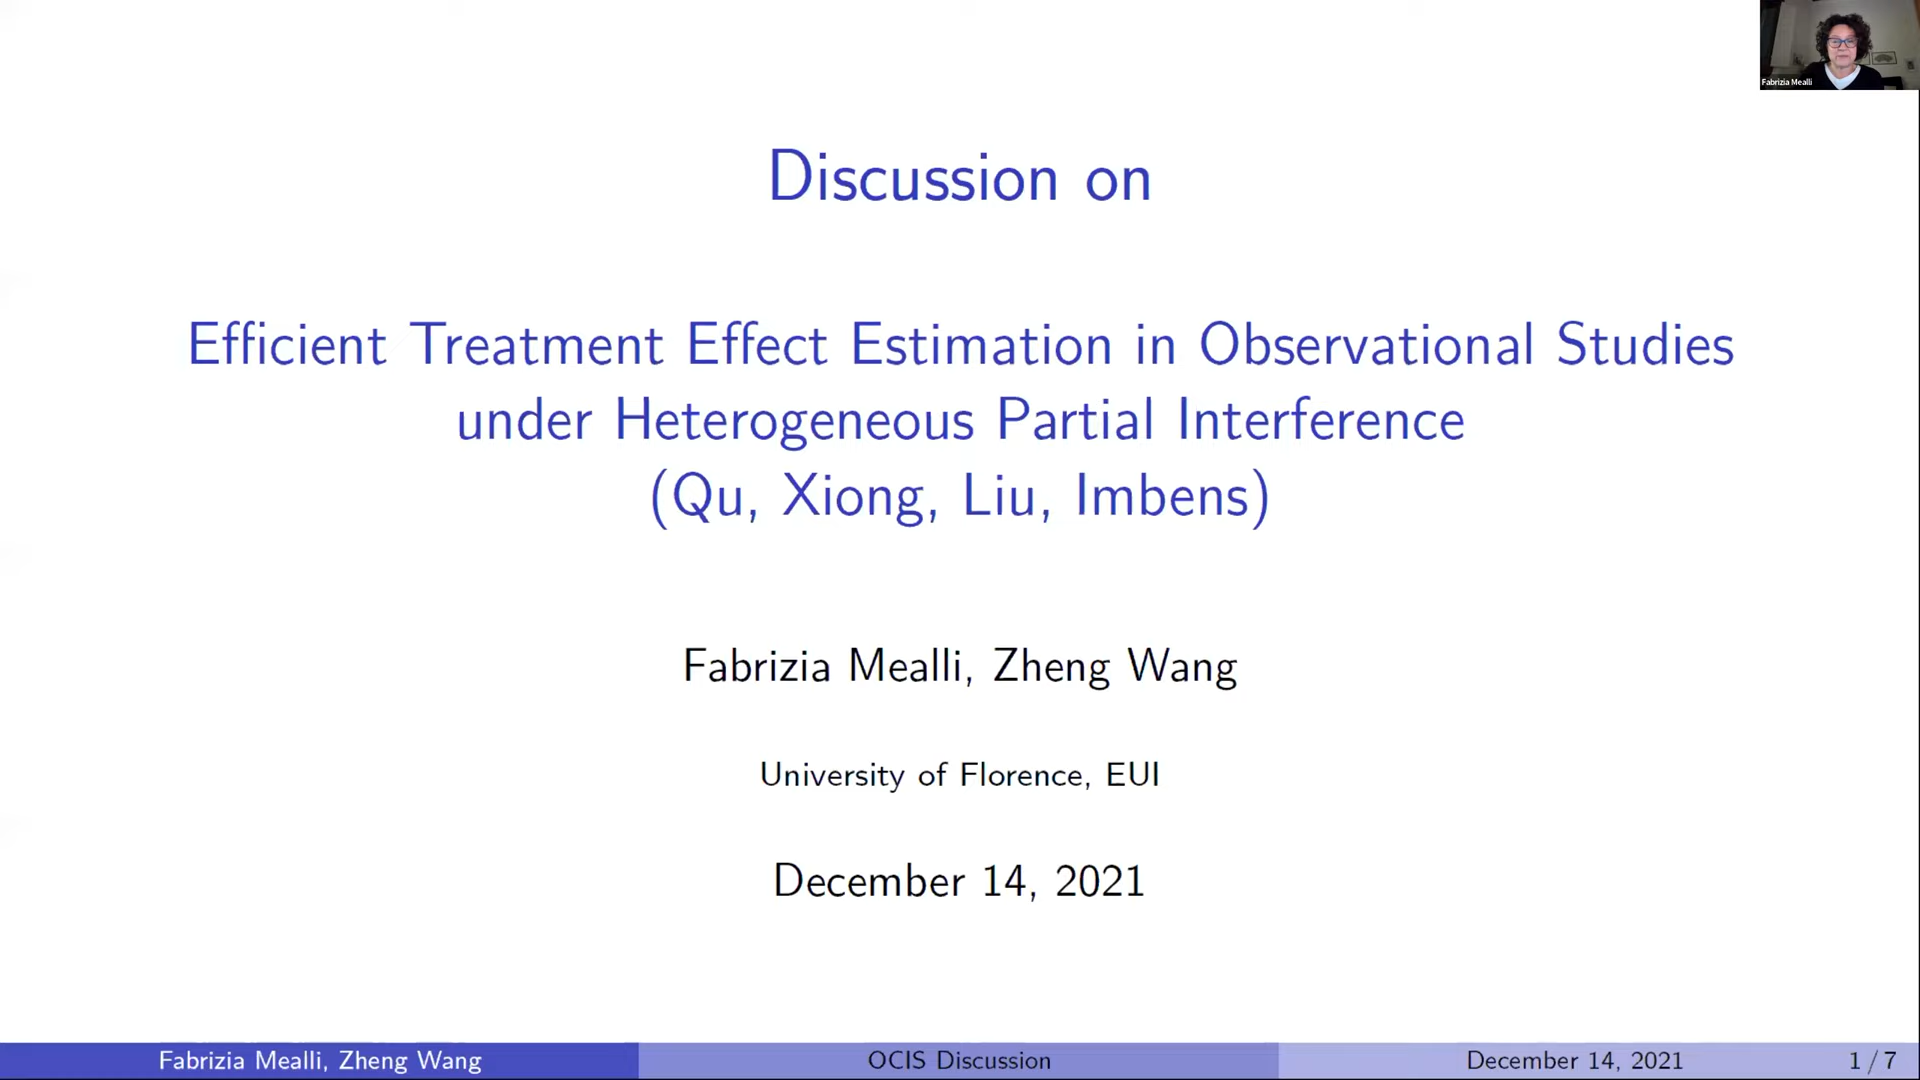 Fabrizia Mealli
Discussion on
Efficient Treatment Effect Estimation in Observational Studies
under Heterogeneous Partial Interference
(Qu, Xiong, Liu, Imbens)
Fabrizia Mealli, Zheng Wang
University of Florence, EUI
December 14, 2021
Fabrizia Mealli, Zheng Wang OCIS Discussion December 14, 2021 1 / 7